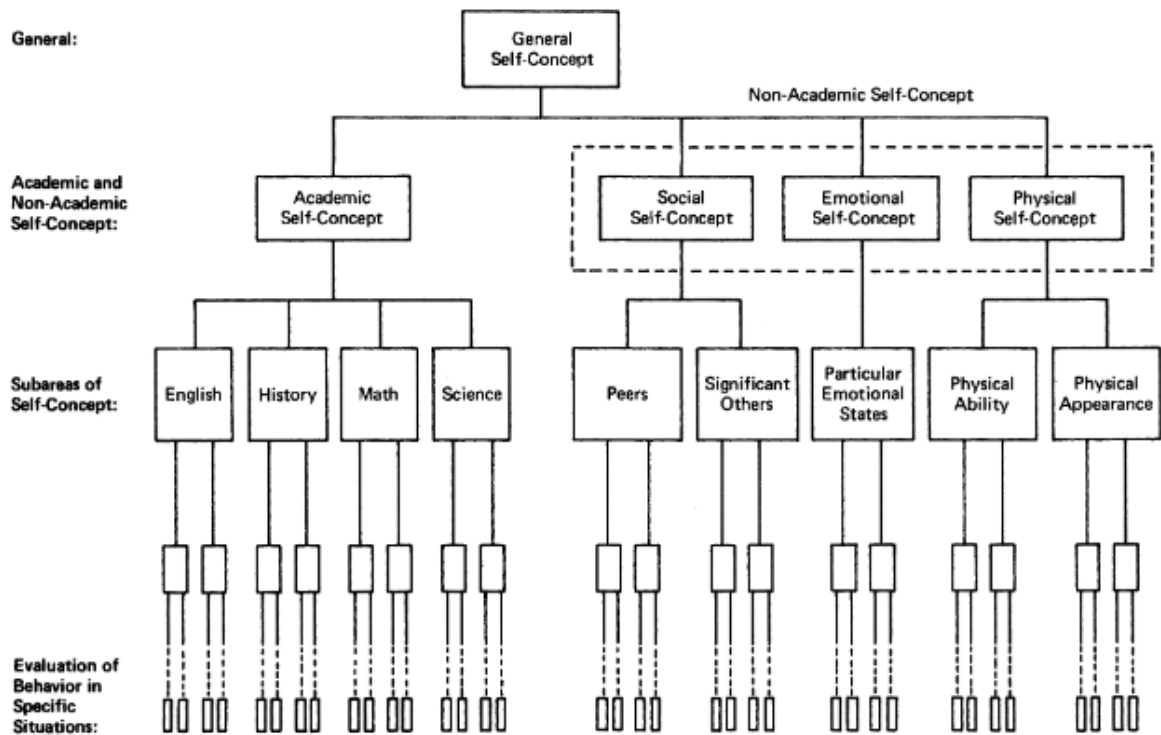 General:
General
Self-Concept
Non-Academic Self-Concept
Academic and
Non-Academic
Self-Concept:
Academic
Self-Concept
Social
Self-Concept
Emotional
Self-Concept
Physical
Self-Concept
Subareas of
Self-Concept:
English
History
Math
Science
Peers
Significant
Others
Particular
Emotional
States
Physical
Ability
Physical
Appearance
Evaluation of
Behavior in
Specific
Situations: